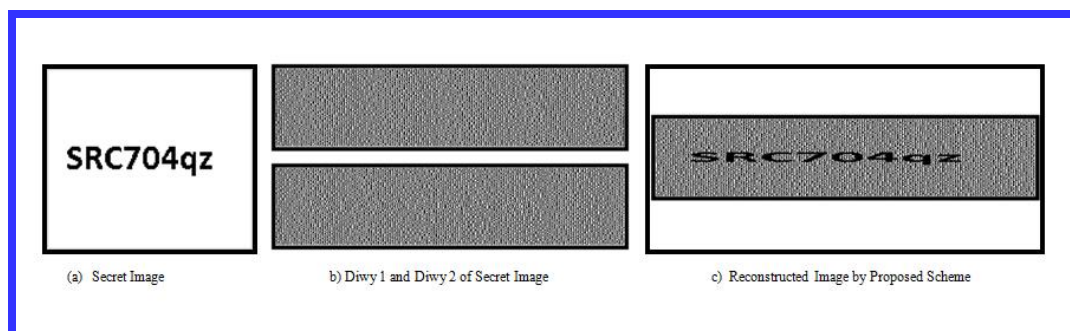 SRC704qz
SRC704qz
(a) Secret Image
b) Diwy 1 and Diwy 2 of Secret Image
c) Reconstructed Image by Proposed Scheme